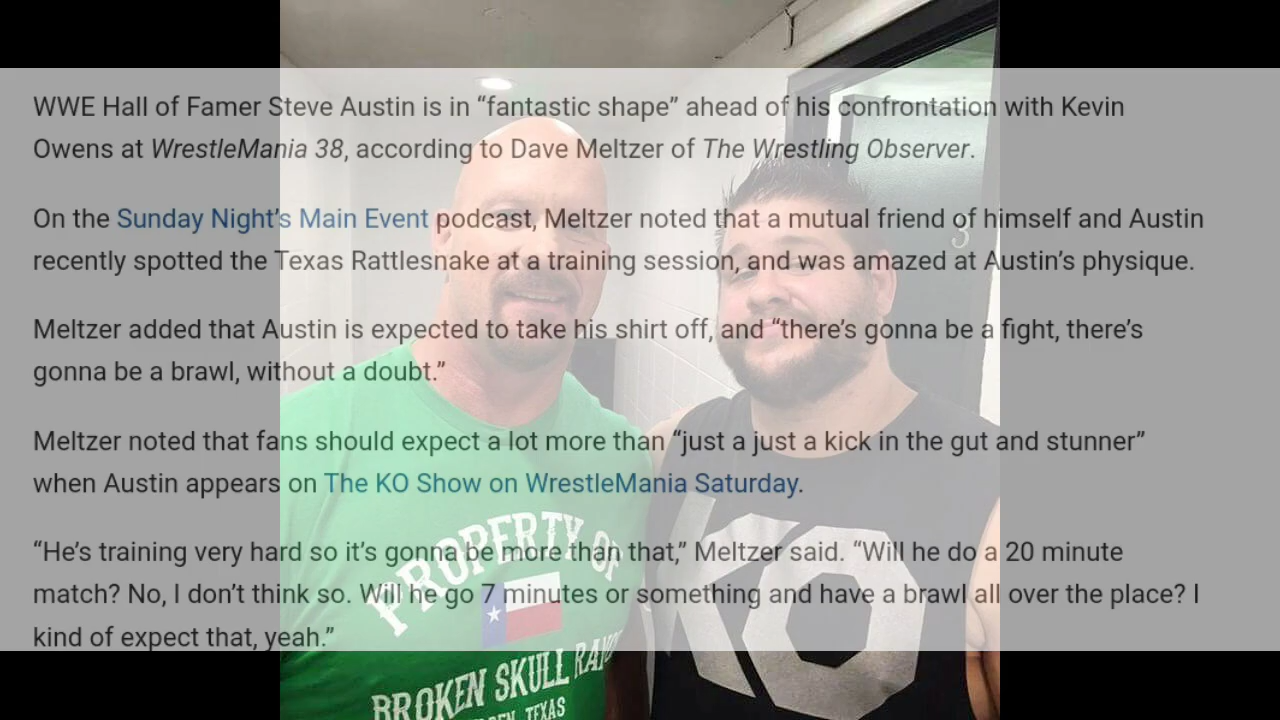 WWE Hall of Famer Steve Austin is in “fantastic shape” ahead of his confrontation with Kevin
Owens at WrestleMania 38, according to Dave Meltzer of The Wrestling Observer.
On the Sunday Night’s Main Event podcast, Meltzer noted that a mutual friend of himself and Austin
recently spotted the Texas Rattlesnake at a training session, and was amazed at Austin’s physique.
Meltzer added that Austin is expected to take his shirt off, and “there’s gonna be a fight, there’s
gonna be a brawl, without a doubt.”
Meltzer noted that fans should expect a lot more than “just a just a kick in the gut and stunner”
when Austin appears on The KO Show on WrestleMania Saturday.
“He’s training very hard so it’s gonna be more than that,” Meltzer said. “Will he do a 20 minute
match? No, I don’t think so. Will he go 7 minutes or something and have a brawl all over the place? I
kind of expect that, yeah.”
3
PROPERTY OF
BROKEN SKULL
TEXAS
KO